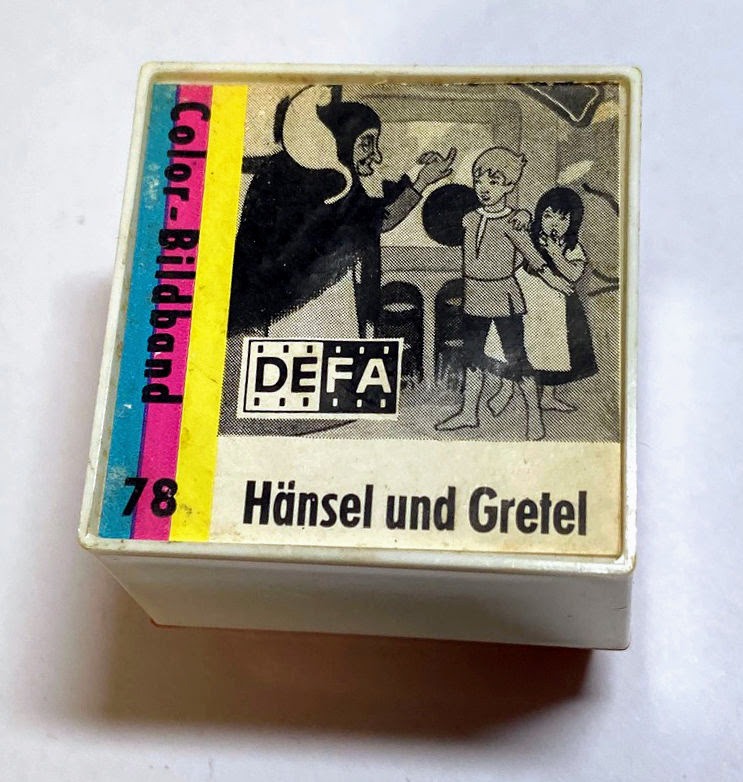 Color-Bildband
78
DEFA
Hänsel und Gretel